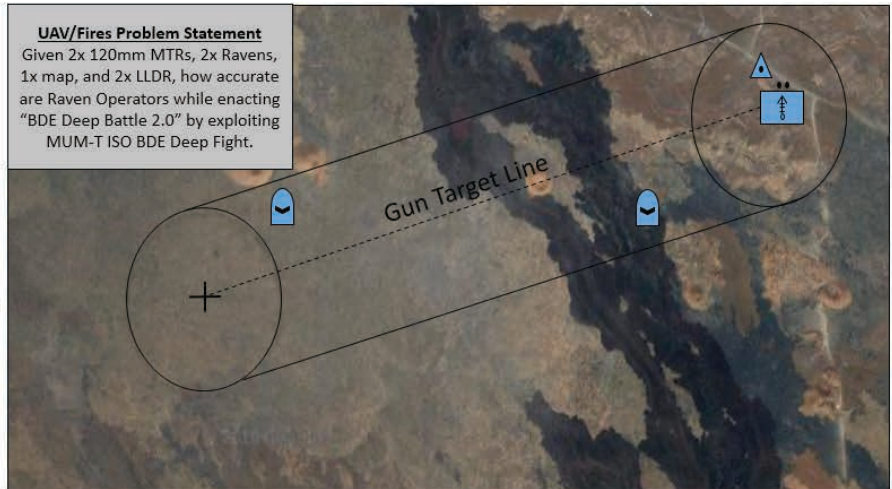 UAV/Fires Problem Statement
Given 2x 120mm MTRs, 2x Ravens,
1x map, and 2x LLDR, how accurate
are Raven Operators while enacting
“BDE Deep Battle 2.0” by exploiting
MUM-T ISO BDE Deep Fight.
Gun Target Line